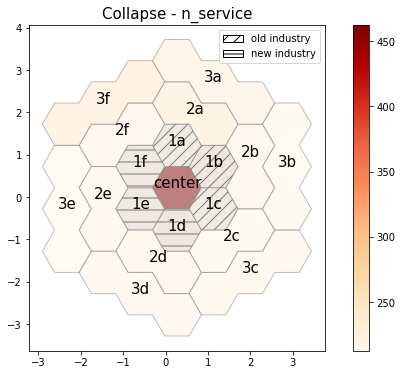 Collapse - n_service
old industry
new industry
4
3
2
1
0
−1
−2
−3
−3
−2
−1
0
1
2
3
3a
3f
2a
2f
1a
1f
1b
2b
3b
center
2e
3e
1e
1c
1d
2c
2d
3c
3d
450
400
350
300
250